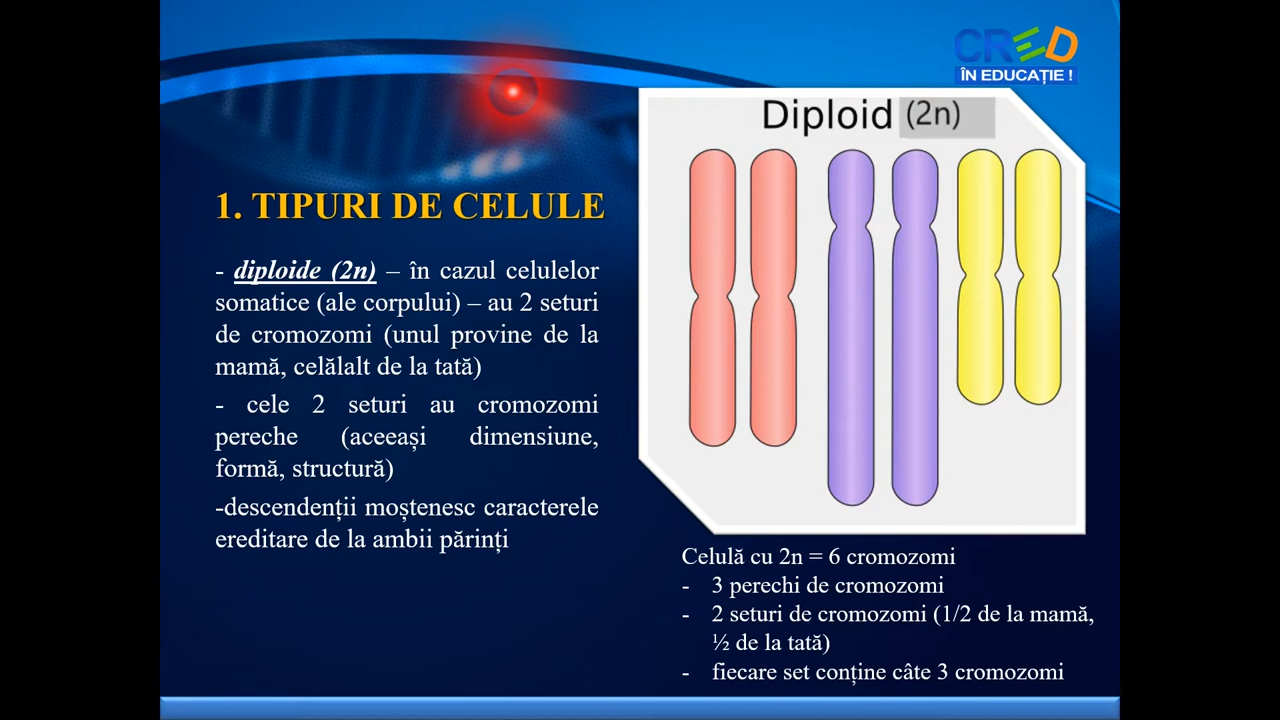 CRED
ÎN EDUCAȚIE !
Diploid (2n)
1. TIPURI DE CELULE
- diploide (2n) – în cazul celulelor
somatice (ale corpului) – au 2 seturi
de cromozomi (unul provine de la
mamă, celălalt de la tată)
- cele 2 seturi au cromozomi
pereche (aceeași dimensiune,
formă, structură)
-descendenții moștenesc caracterele
ereditare de la ambii părinți
Celulă cu 2n = 6 cromozomi
- 3 perechi de cromozomi
- 2 seturi de cromozomi (1/2 de la mamă,
½ de la tată)
- fiecare set conține câte 3 cromozomi